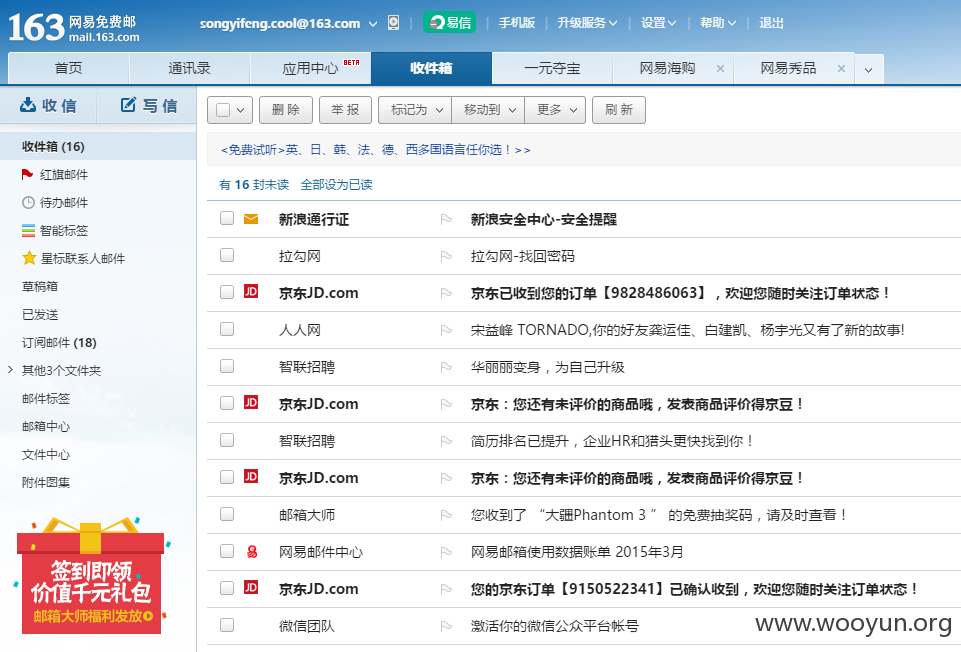 163 网易免费邮
mail.163.com
songyifeng.cool@163.com
易信
手机版
升级服务
设置
帮助
退出
首页
通讯录
应用中心 BETA
收件箱
一元夺宝
网易海购 ×
网易秀品 ×
收 信
写 信
删 除
举 报
标记为
移动到
更多
刷 新
收件箱 (16)
红旗邮件
待办邮件
智能标签
星标联系人邮件
草稿箱
已发送
订阅邮件 (18)
其他3个文件夹
邮件标签
邮箱中心
文件中心
附件图集
签到即领
价值千元礼包
邮箱大师福利发放
<免费试听>英、日、韩、法、德、西多国语言任你选！>>
有 16 封未读 全部设为已读
新浪通行证 新浪安全中心-安全提醒
拉勾网 拉勾网-找回密码
JD 京东JD.com 京东已收到您的订单【9828486063】，欢迎您随时关注订单状态！
人人网 宋益峰 TORNADO,你的好友龚运佳、白建凯、杨宇光又有了新的故事!
智联招聘 华丽丽变身，为自己升级
JD 京东JD.com 京东：您还有未评价的商品哦，发表商品评价得京豆！
智联招聘 简历排名已提升，企业HR和猎头更快找到你！
JD 京东JD.com 京东：您还有未评价的商品哦，发表商品评价得京豆！
邮箱大师 您收到了 “大疆Phantom 3 ” 的免费抽奖码，请及时查看！
网易邮件中心 网易邮箱使用数据账单 2015年3月
JD 京东JD.com 您的京东订单【9150522341】已确认收到，欢迎您随时关注订单状态！
微信团队 激活你的微信公众平台帐号
www.wooyun.org